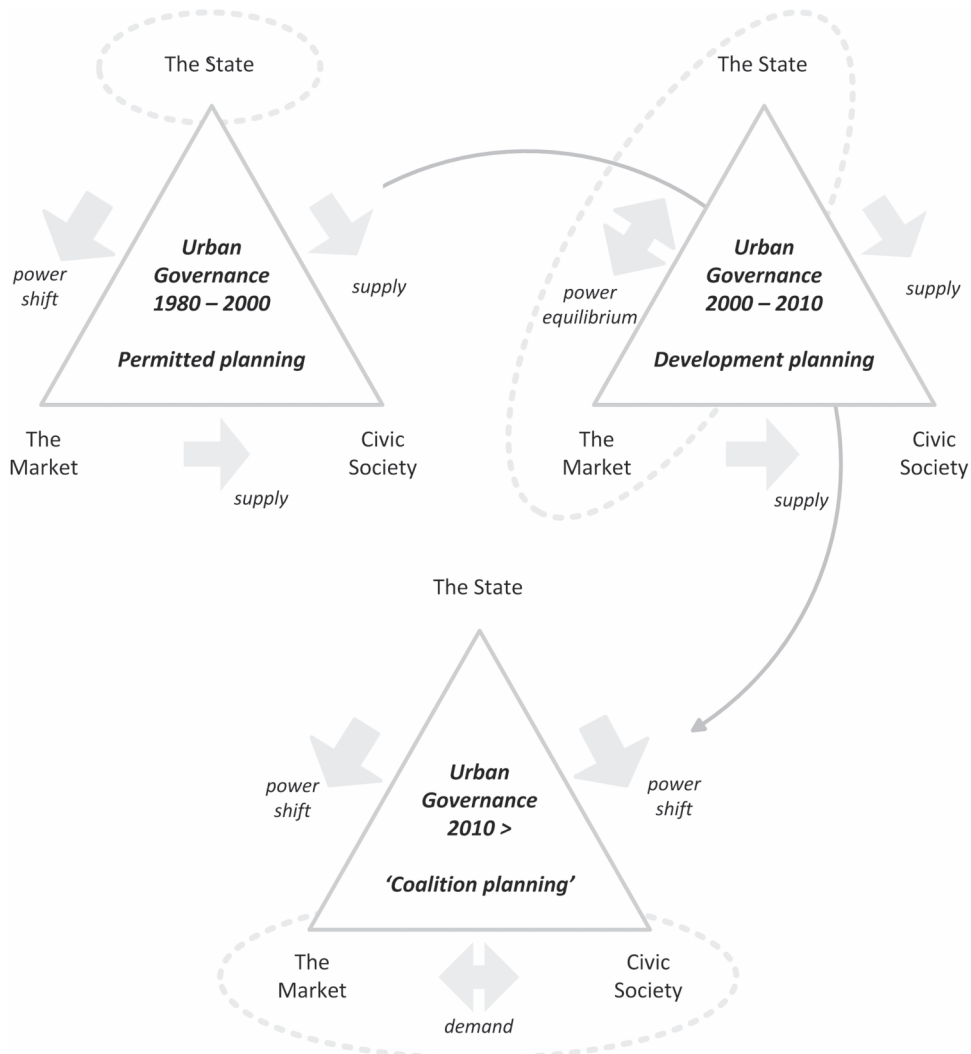 The State
Urban
Governance
1980 – 2000
Permitted planning
power
shift
supply
The
Market
Civic
Society
supply
The State
Urban
Governance
2000 – 2010
Development planning
power
equilibrium
supply
The
Market
Civic
Society
supply
The State
Urban
Governance
2010 >
‘Coalition planning’
power
shift
power
shift
The
Market
Civic
Society
demand